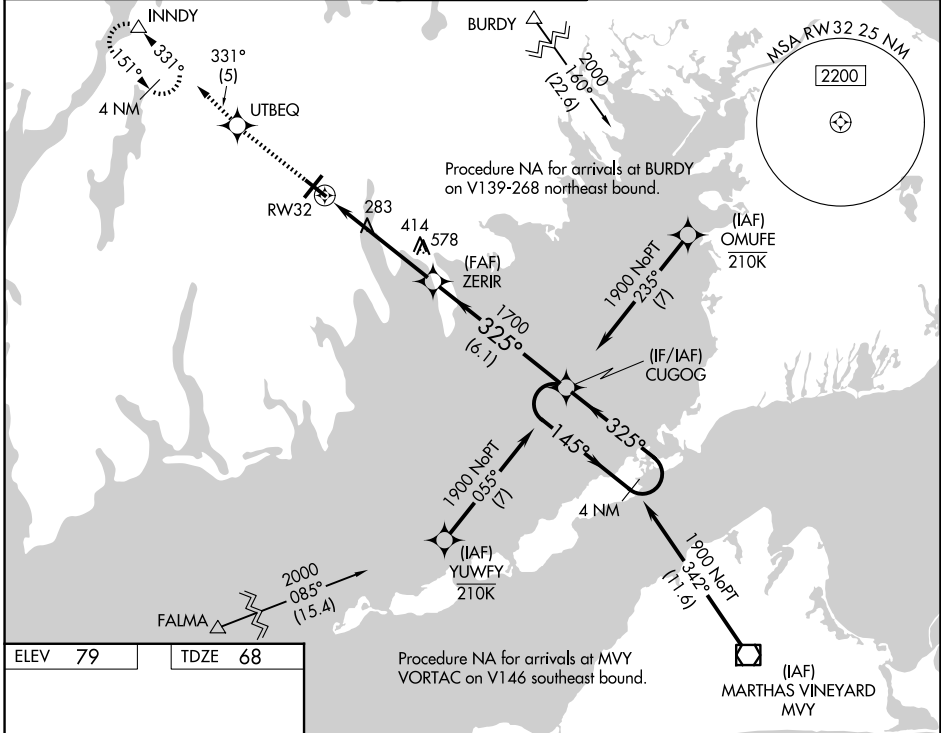 INNDY
331°
151°
4 NM
331°
(5)
UTBEQ
BURDY
2000
160°
(22.6)
MSA RW32 25 NM
2200
Procedure NA for arrivals at BURDY
on V139-268 northeast bound.
RW32
283
414
578
(FAF)
ZERIR
(IAF)
OMUFE
210K
1900 NoPT
235°
(7)
1700
325°
(6.1)
(IF/IAF)
CUGOG
325°
145°
4 NM
1900 NoPT
055°
(7)
(IAF)
YUWFY
210K
2000
085°
(15.4)
FALMA
1900 NoPT
342°
(11.6)
(IAF)
MARTHAS VINEYARD
MVY
Procedure NA for arrivals at MVY
VORTAC on V146 southeast bound.
ELEV 79
TDZE 68